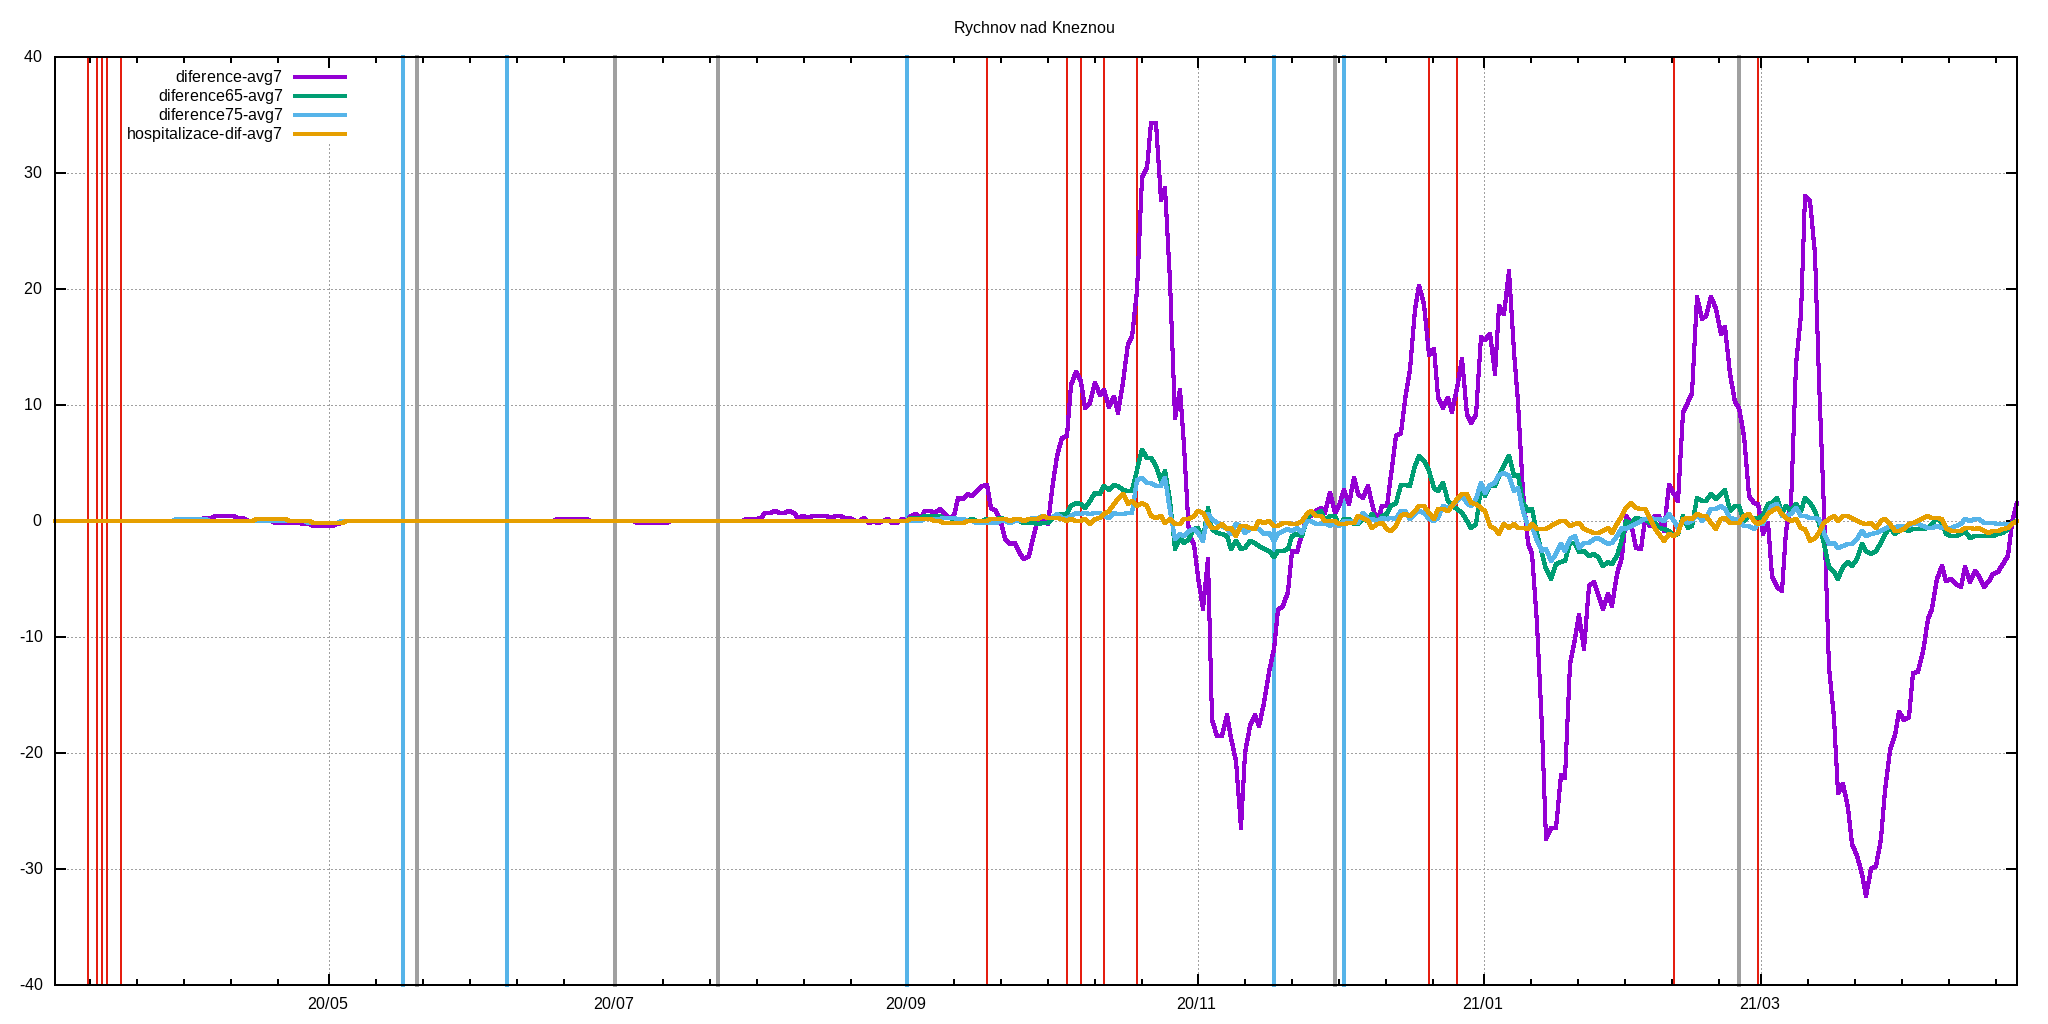 Rychnov nad Kneznou
diference-avg7
diference65-avg7
diference75-avg7
hospitalizace-dif-avg7
40
30
20
10
0
-10
-20
-30
-40
20/05 20/07 20/09 20/11 21/01 21/03